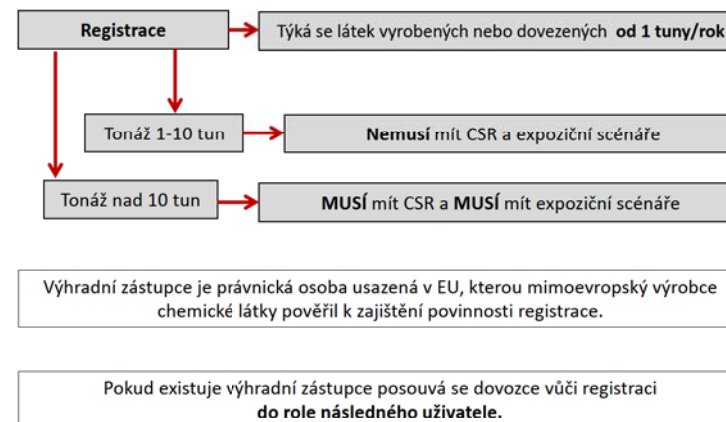 Registrace
Týká se látek vyrobených nebo dovezených od 1 tuny/rok
Tonáž 1-10 tun
Nemusí mít CSR a expoziční scénáře
Tonáž nad 10 tun
MUSÍ mít CSR a MUSÍ mít expoziční scénáře
Výhradní zástupce je právnická osoba usazená v EU, kterou mimoevropský výrobce
chemické látky pověřil k zajištění povinnosti registrace.
Pokud existuje výhradní zástupce posouvá se dovozce vůči registraci
do role následného uživatele.